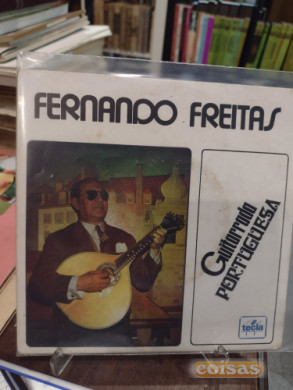 FERNANDO FREITAS
Guitarrada
PORTUGUESA
tecla
coisas